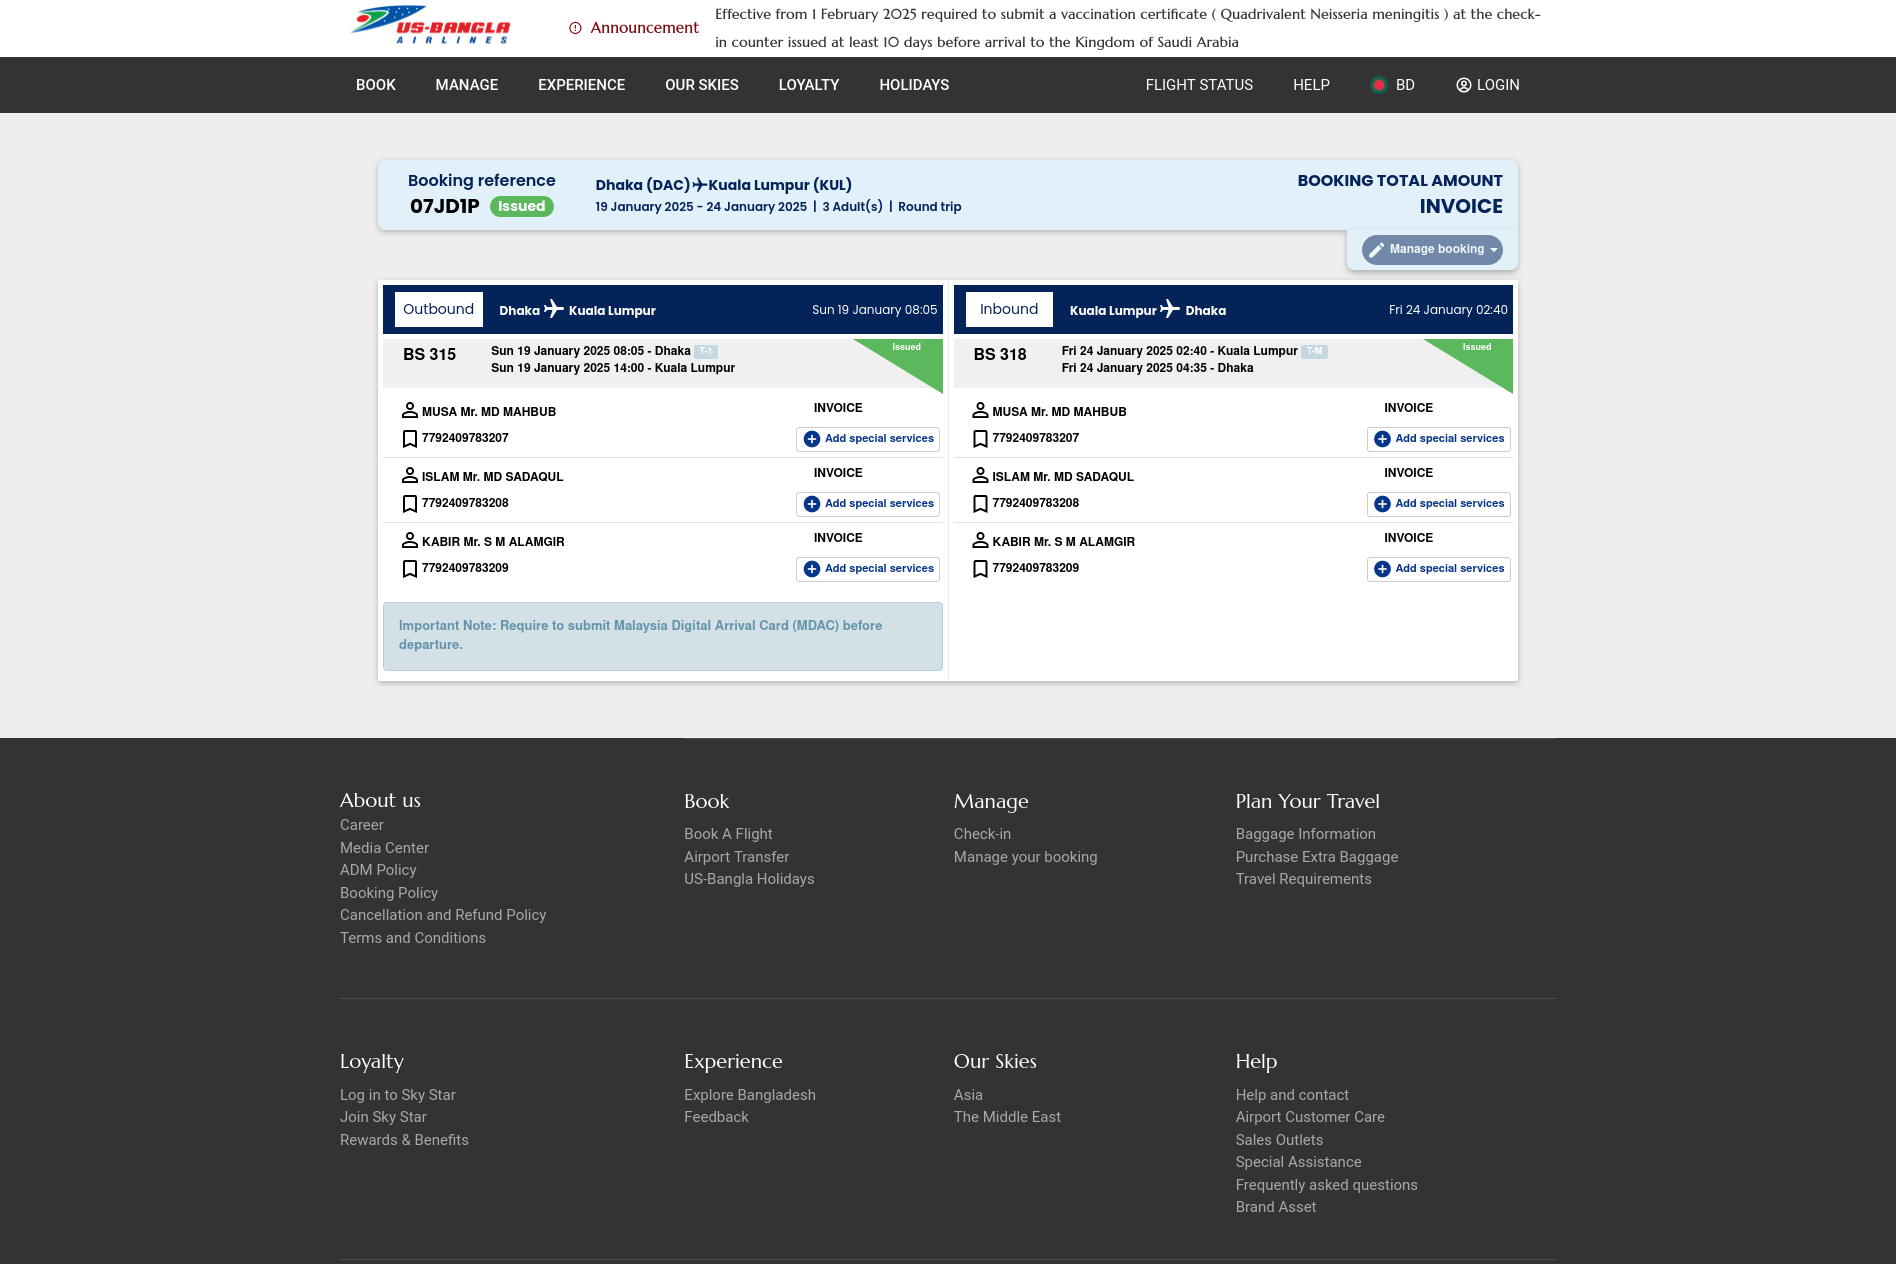 US-BANGLA
AIRLINES
Announcement
Effective from 1 February 2025 required to submit a vaccination certificate ( Quadrivalent Neisseria meningitis ) at the check-
in counter issued at least 10 days before arrival to the Kingdom of Saudi Arabia
BOOK MANAGE EXPERIENCE OUR SKIES LOYALTY HOLIDAYS FLIGHT STATUS HELP BD LOGIN
Booking reference
07JD1P Issued
Dhaka (DAC) Kuala Lumpur (KUL)
19 January 2025 - 24 January 2025 | 3 Adult(s) | Round trip
BOOKING TOTAL AMOUNT
INVOICE
Manage booking
Outbound Dhaka Kuala Lumpur Sun 19 January 08:05
BS 315 Sun 19 January 2025 08:05 - Dhaka T-1 Issued
Sun 19 January 2025 14:00 - Kuala Lumpur
MUSA Mr. MD MAHBUB INVOICE
7792409783207 Add special services
ISLAM Mr. MD SADAQUL INVOICE
7792409783208 Add special services
KABIR Mr. S M ALAMGIR INVOICE
7792409783209 Add special services
Important Note: Require to submit Malaysia Digital Arrival Card (MDAC) before
departure.
Inbound Kuala Lumpur Dhaka Fri 24 January 02:40
BS 318 Fri 24 January 2025 02:40 - Kuala Lumpur T-M Issued
Fri 24 January 2025 04:35 - Dhaka
MUSA Mr. MD MAHBUB INVOICE
7792409783207 Add special services
ISLAM Mr. MD SADAQUL INVOICE
7792409783208 Add special services
KABIR Mr. S M ALAMGIR INVOICE
7792409783209 Add special services
About us
Career
Media Center
ADM Policy
Booking Policy
Cancellation and Refund Policy
Terms and Conditions
Book
Book A Flight
Airport Transfer
US-Bangla Holidays
Manage
Check-in
Manage your booking
Plan Your Travel
Baggage Information
Purchase Extra Baggage
Travel Requirements
Loyalty
Log in to Sky Star
Join Sky Star
Rewards & Benefits
Experience
Explore Bangladesh
Feedback
Our Skies
Asia
The Middle East
Help
Help and contact
Airport Customer Care
Sales Outlets
Special Assistance
Frequently asked questions
Brand Asset